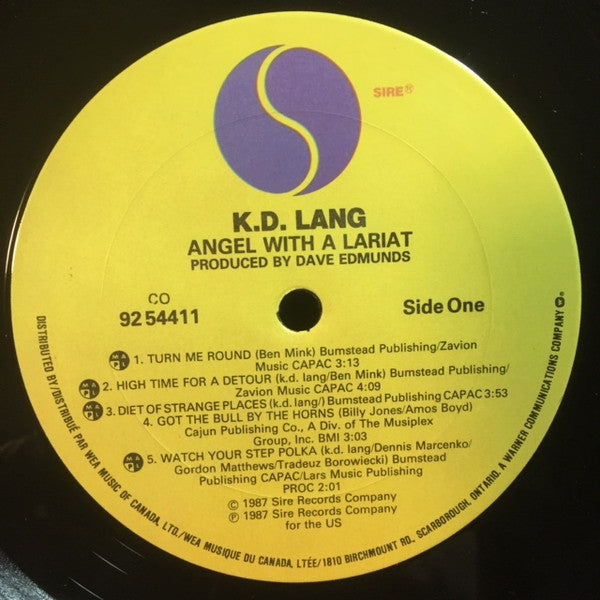 SIRE®
K.D. LANG
ANGEL WITH A LARIAT
PRODUCED BY DAVE EDMUNDS
CO
92 54411
Side One
1. TURN ME ROUND (Ben Mink) Bumstead Publishing/Zavion
Music CAPAC 3:13
2. HIGH TIME FOR A DETOUR (k.d. lang/Ben Mink) Bumstead Publishing/
Zavion Music CAPAC 4:09
3. DIET OF STRANGE PLACES (k.d. lang/) Bumstead Publishing CAPAC 3:53
4. GOT THE BULL BY THE HORNS (Billy Jones/Amos Boyd)
Cajun Publishing Co., A Div. of The Musiplex
Group, Inc. BMI 3:03
5. WATCH YOUR STEP POLKA (k.d. lang/Dennis Marcenko/
Gordon Matthews/Tradeuz Borowiecki) Bumstead
Publishing CAPAC/Lars Music Publishing
PROC 2:01
© 1987 Sire Records Company
℗ 1987 Sire Records Company
for the US
DISTRIBUTED BY/DISTRIBUÉ PAR WEA MUSIC OF CANADA, LTD./WEA MUSIQUE DU CANADA, LTÉE/1810 BIRCHMOUNT RD., SCARBOROUGH, ONTARIO. A WARNER COMMUNICATIONS COMPANY